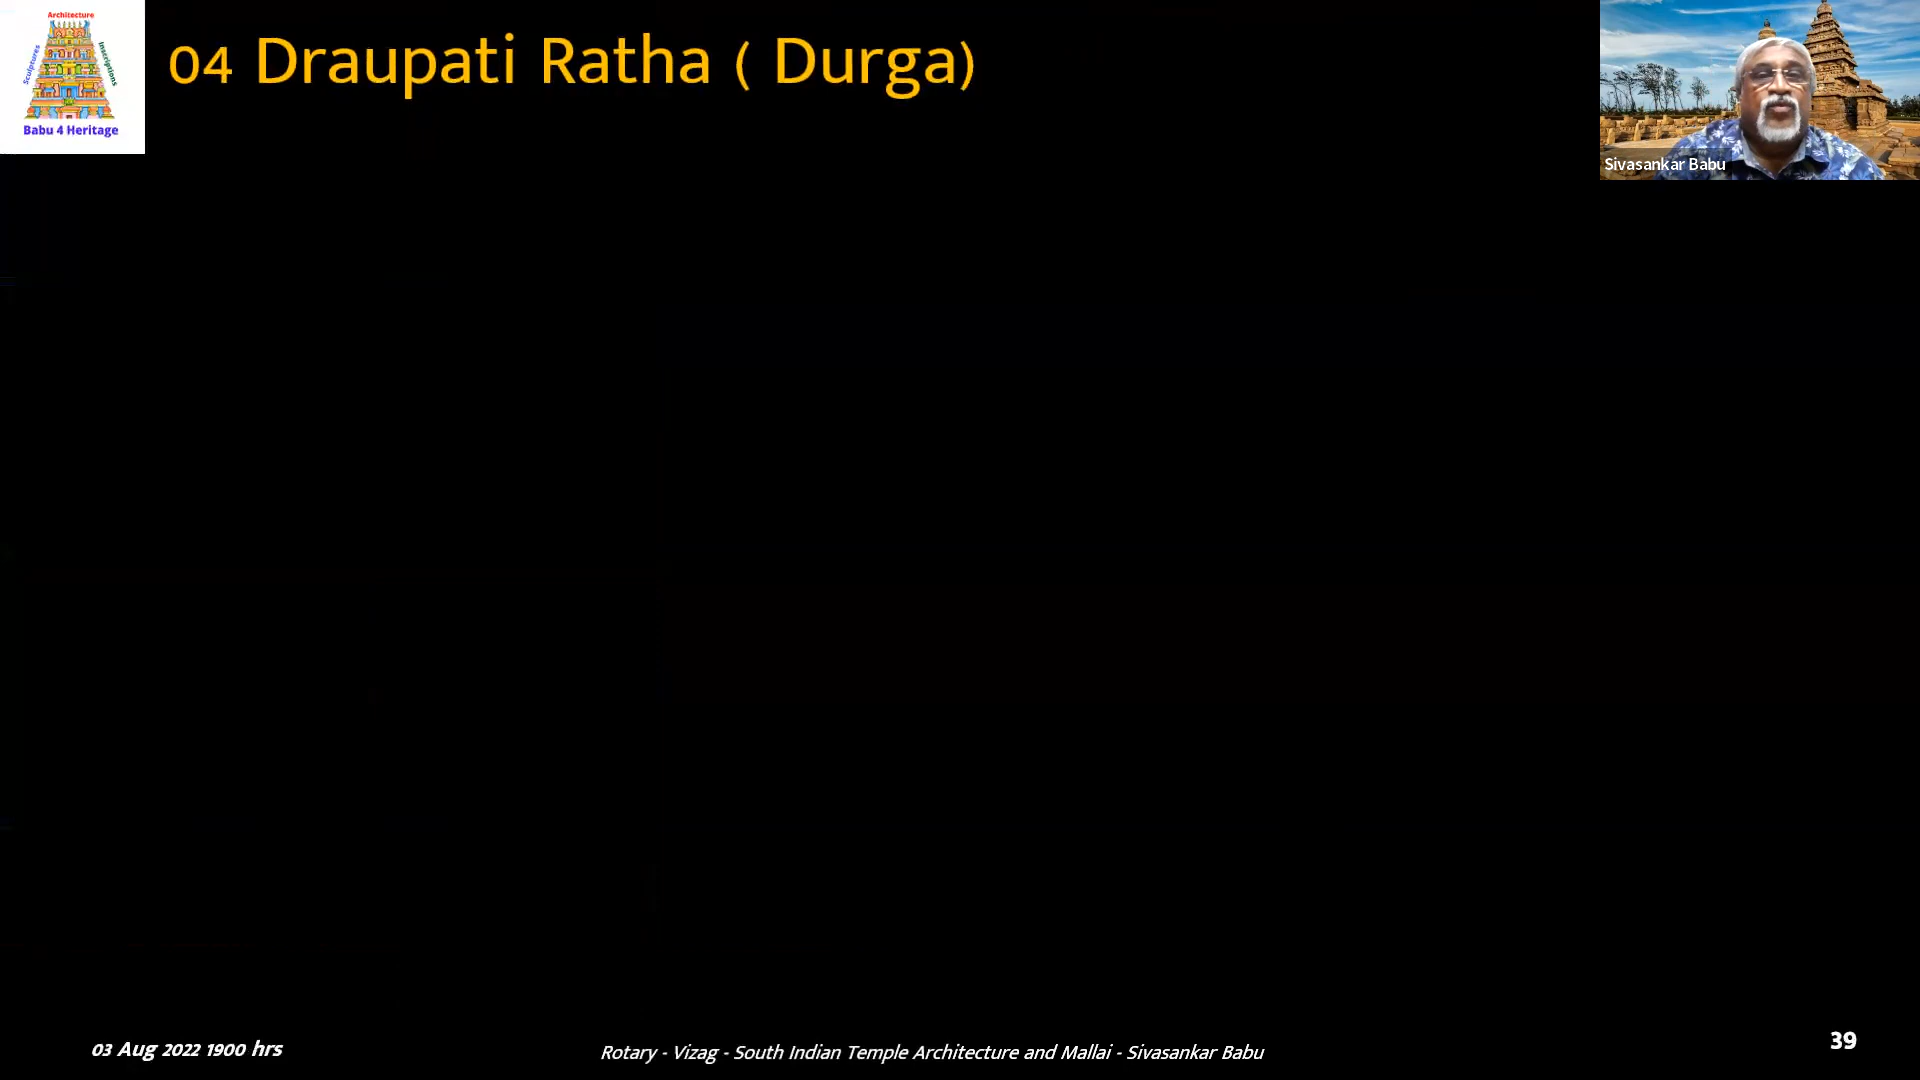 Architecture
Sculptures
Inscriptions
Babu 4 Heritage
04 Draupati Ratha ( Durga)
Sivasankar Babu
03 Aug 2022 1900 hrs
Rotary - Vizag - South Indian Temple Architecture and Mallai - Sivasankar Babu
39